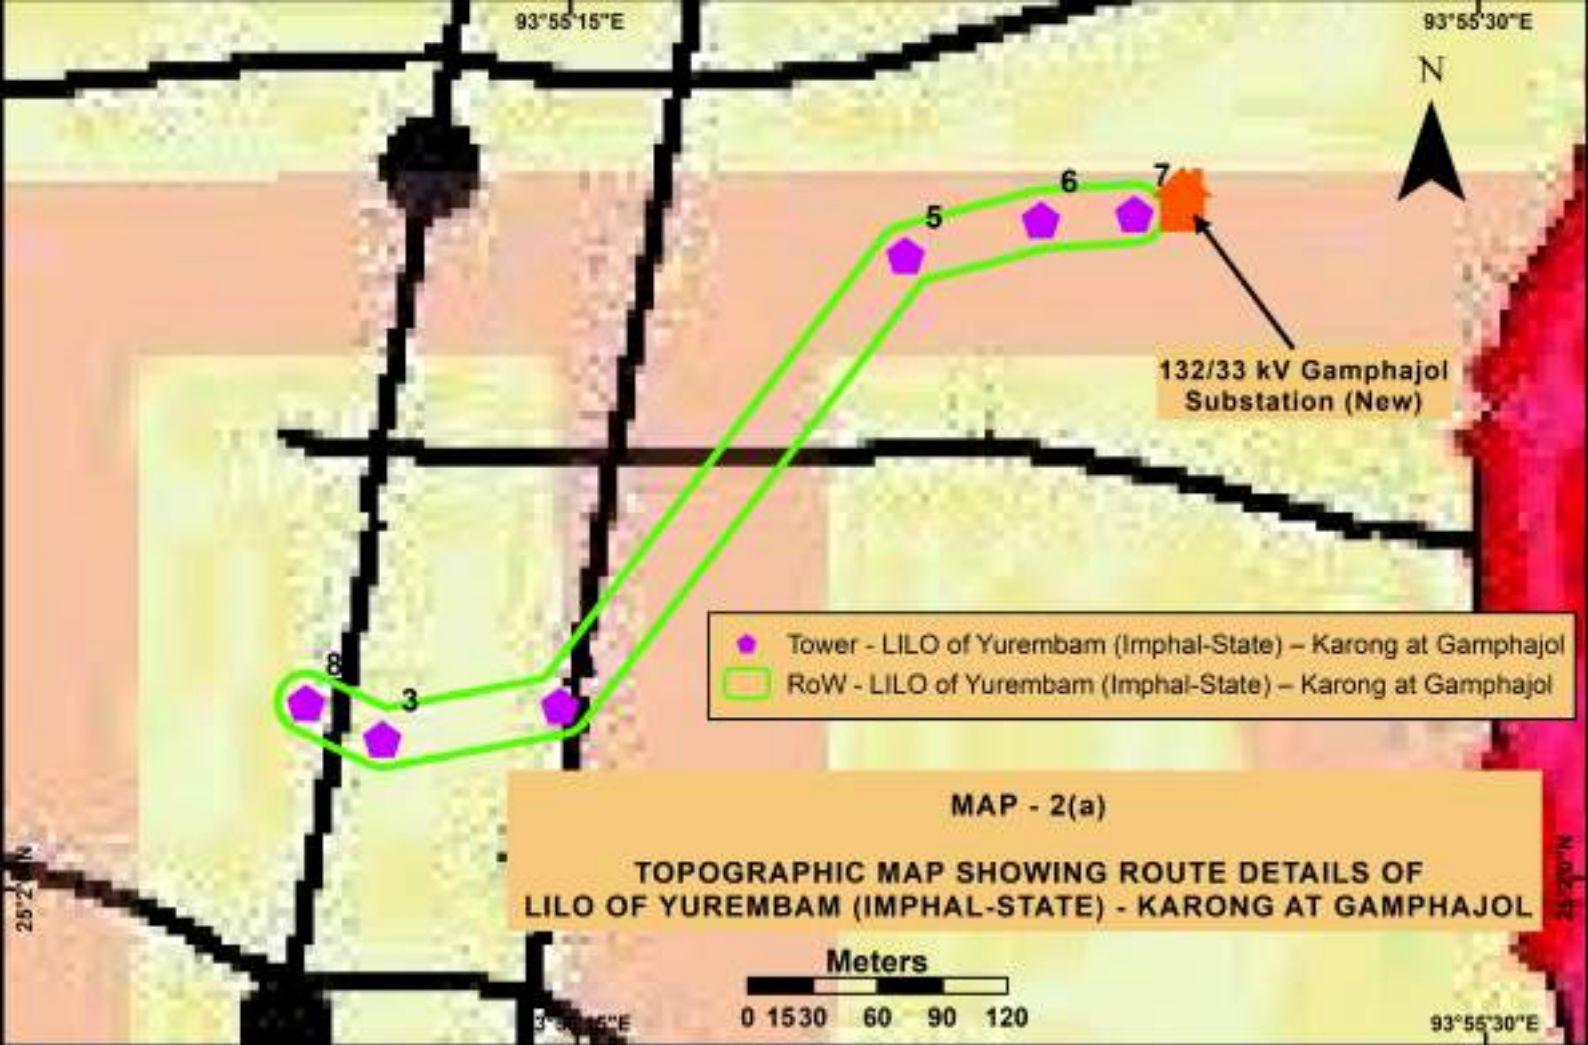 93°55'15"E
93°55'30"E
N
7
6
5
132/33 kV Gamphajol
Substation (New)
Tower - LILO of Yurembam (Imphal-State) – Karong at Gamphajol
RoW - LILO of Yurembam (Imphal-State) – Karong at Gamphajol
8
3
MAP - 2(a)
TOPOGRAPHIC MAP SHOWING ROUTE DETAILS OF
LILO OF YUREMBAM (IMPHAL-STATE) - KARONG AT GAMPHAJOL
Meters
0 15 30 60 90 120
93°55'30"E